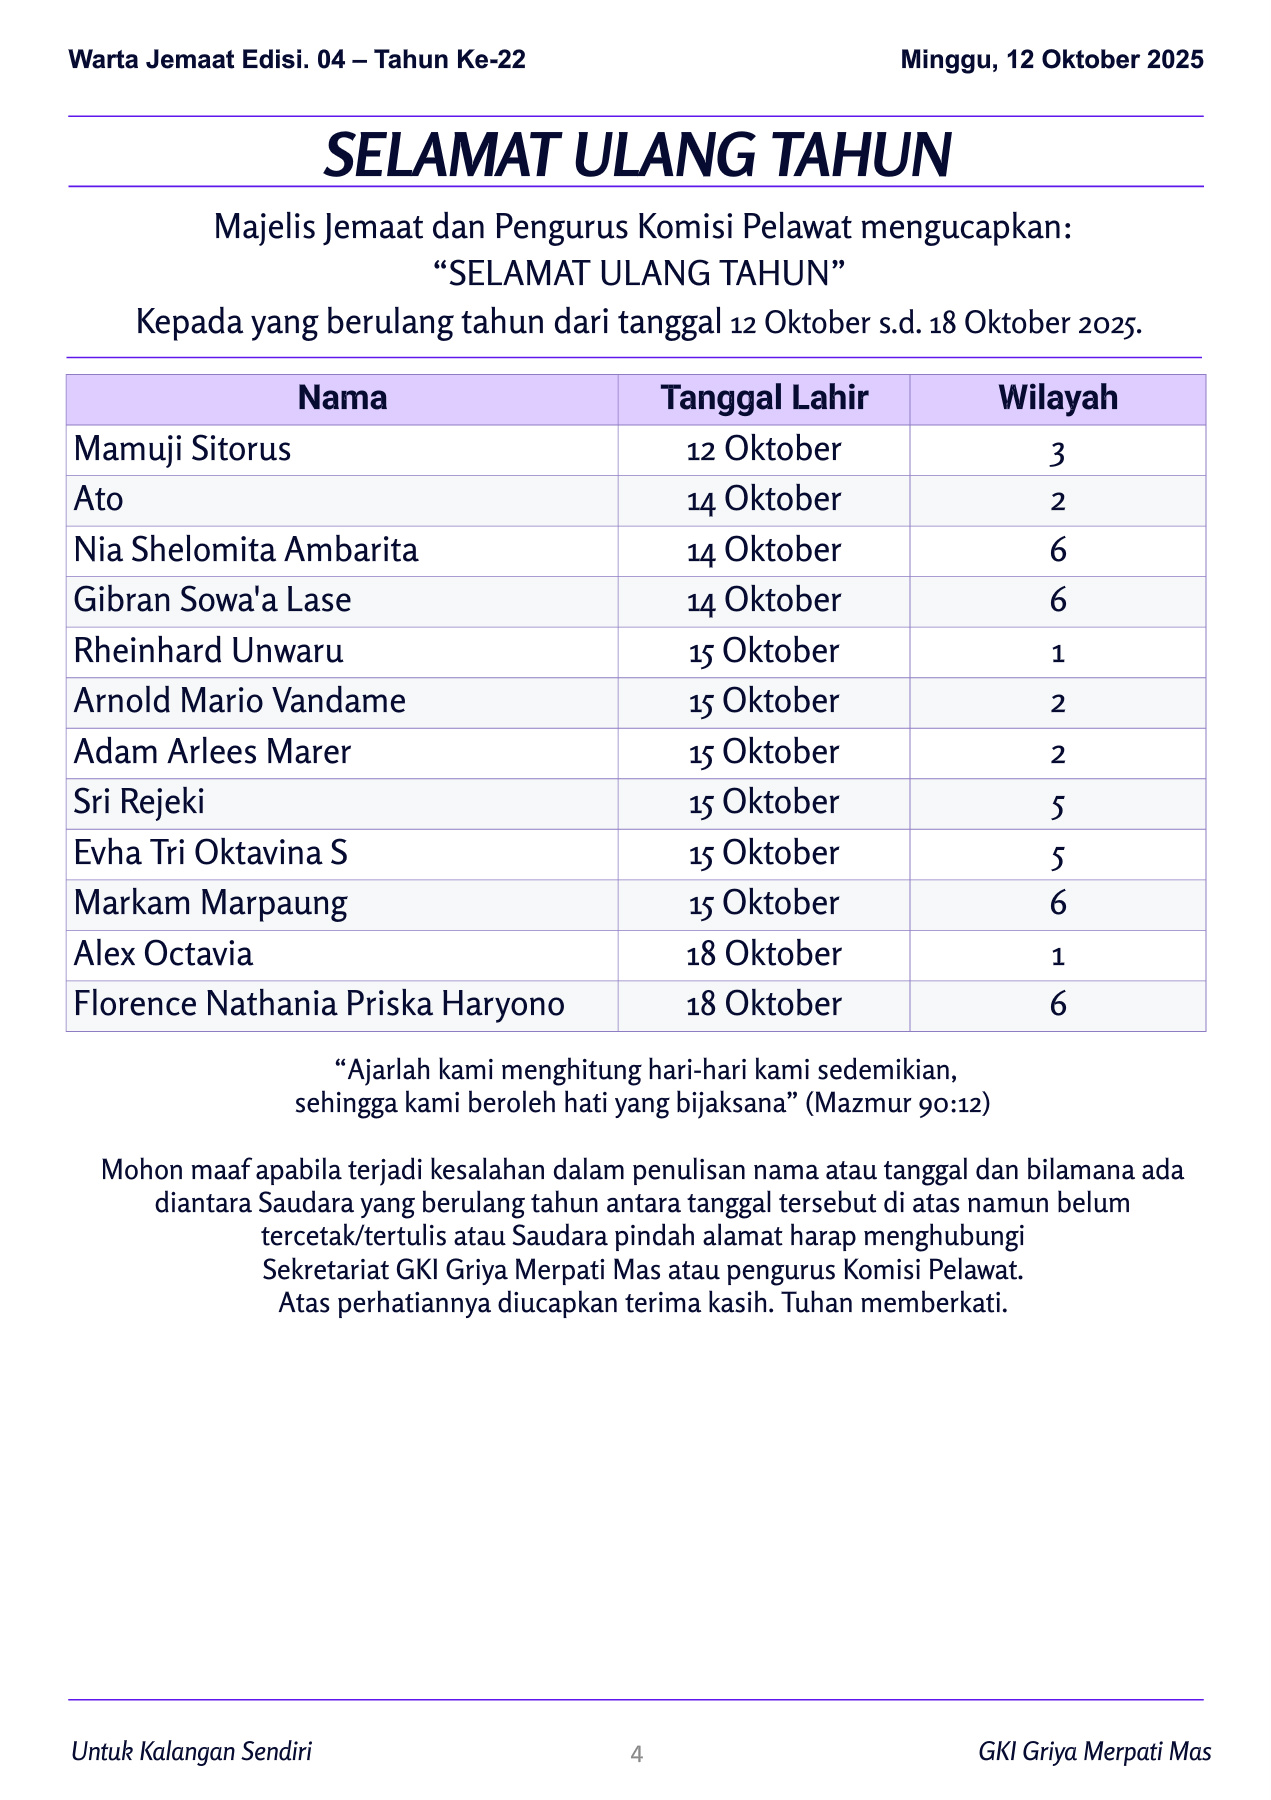 Warta Jemaat Edisi. 04 – Tahun Ke-22 Minggu, 12 Oktober 2025
SELAMAT ULANG TAHUN
Majelis Jemaat dan Pengurus Komisi Pelawat mengucapkan:
“SELAMAT ULANG TAHUN”
Kepada yang berulang tahun dari tanggal 12 Oktober s.d. 18 Oktober 2025.
Nama Tanggal Lahir Wilayah
Mamuji Sitorus 12 Oktober 3
Ato 14 Oktober 2
Nia Shelomita Ambarita 14 Oktober 6
Gibran Sowa'a Lase 14 Oktober 6
Rheinhard Unwaru 15 Oktober 1
Arnold Mario Vandame 15 Oktober 2
Adam Arlees Marer 15 Oktober 2
Sri Rejeki 15 Oktober 5
Evha Tri Oktavina S 15 Oktober 5
Markam Marpaung 15 Oktober 6
Alex Octavia 18 Oktober 1
Florence Nathania Priska Haryono 18 Oktober 6
“Ajarlah kami menghitung hari-hari kami sedemikian,
sehingga kami beroleh hati yang bijaksana” (Mazmur 90:12)
Mohon maaf apabila terjadi kesalahan dalam penulisan nama atau tanggal dan bilamana ada
diantara Saudara yang berulang tahun antara tanggal tersebut di atas namun belum
tercetak/tertulis atau Saudara pindah alamat harap menghubungi
Sekretariat GKI Griya Merpati Mas atau pengurus Komisi Pelawat.
Atas perhatiannya diucapkan terima kasih. Tuhan memberkati.
Untuk Kalangan Sendiri 4 GKI Griya Merpati Mas